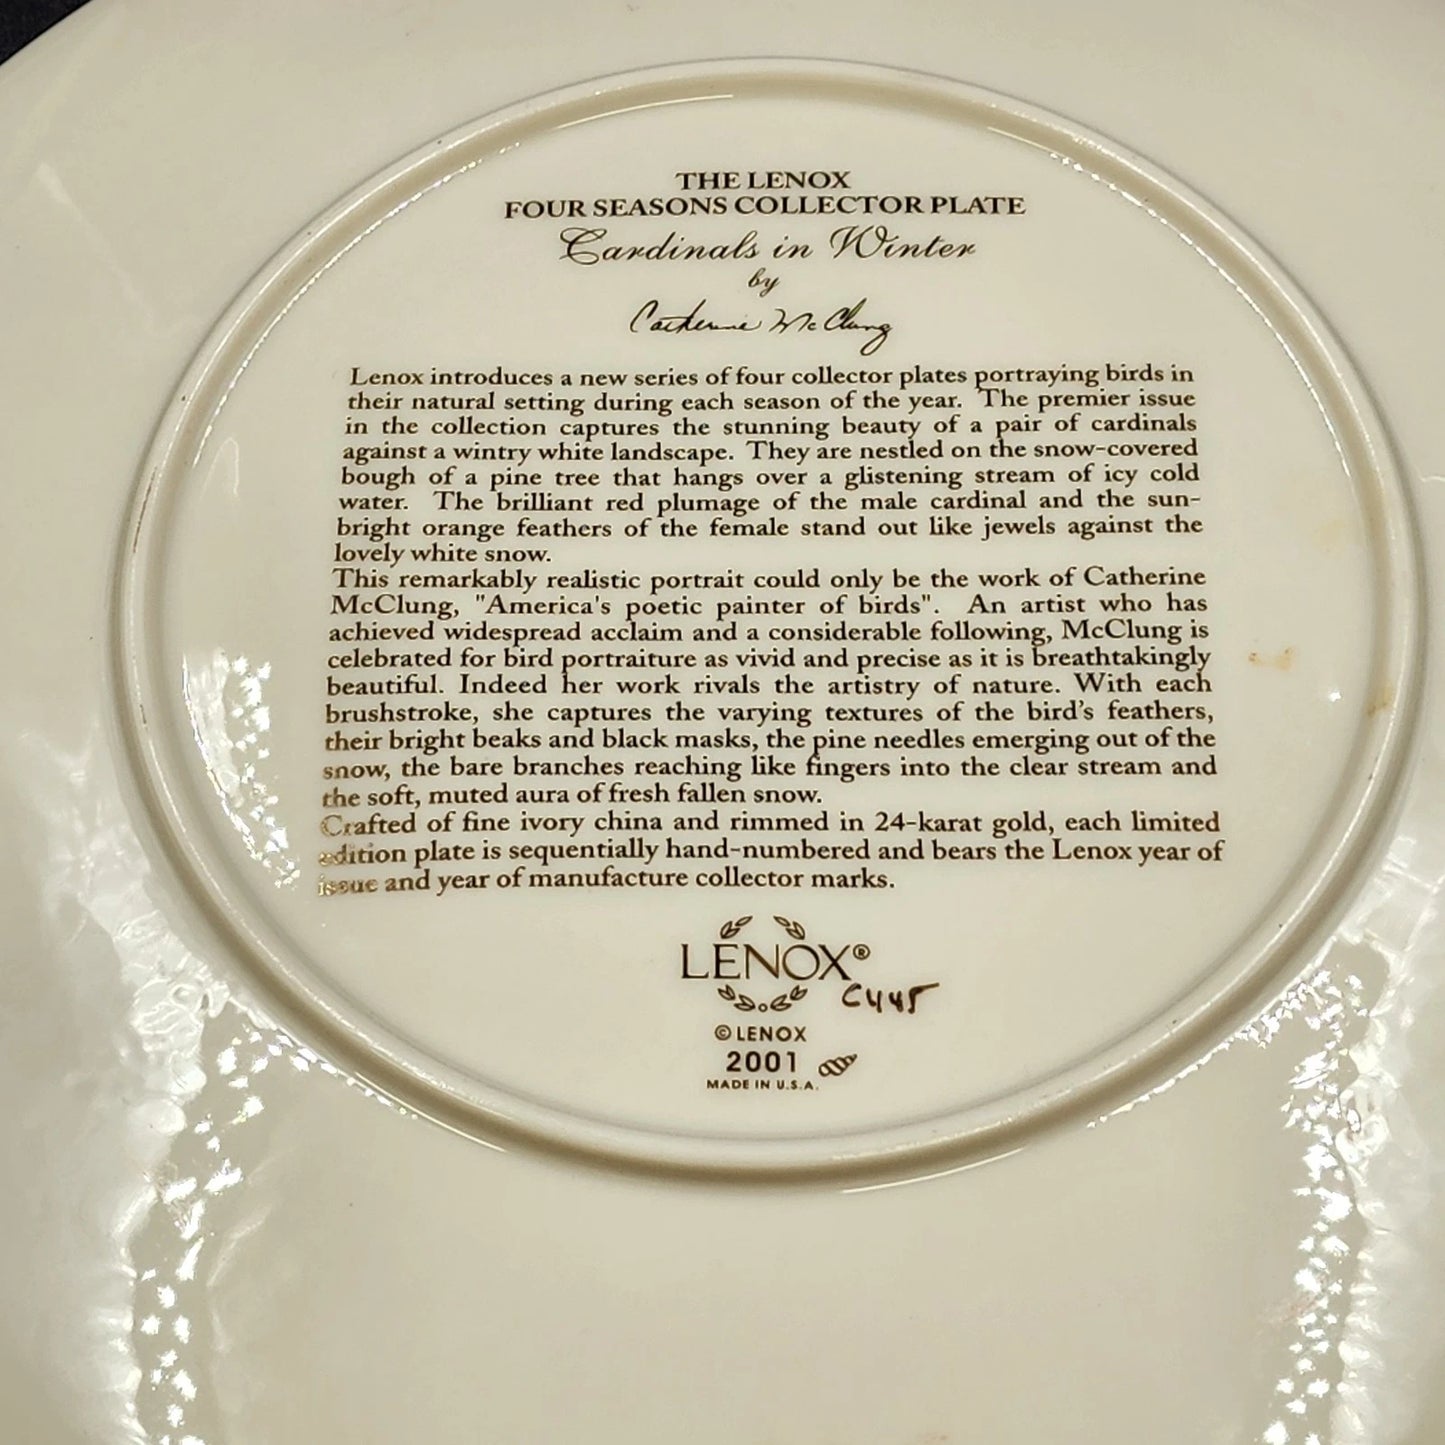 THE LENOX
FOUR SEASONS COLLECTOR PLATE
Cardinals in Winter
by
Catherine McClung
Lenox introduces a new series of four collector plates portraying birds in
their natural setting during each season of the year. The premier issue
in the collection captures the stunning beauty of a pair of cardinals
against a wintry white landscape. They are nestled on the snow-covered
bough of a pine tree that hangs over a glistening stream of icy cold
water. The brilliant red plumage of the male cardinal and the sun-
bright orange feathers of the female stand out like jewels against the
lovely white snow.
This remarkably realistic portrait could only be the work of Catherine
McClung, "America's poetic painter of birds". An artist who has
achieved widespread acclaim and a considerable following, McClung is
celebrated for bird portraiture as vivid and precise as it is breathtakingly
beautiful. Indeed her work rivals the artistry of nature. With each
brushstroke, she captures the varying textures of the bird's feathers,
their bright beaks and black masks, the pine needles emerging out of the
snow, the bare branches reaching like fingers into the clear stream and
the soft, muted aura of fresh fallen snow.
Crafted of fine ivory china and rimmed in 24-karat gold, each limited
edition plate is sequentially hand-numbered and bears the Lenox year of
issue and year of manufacture collector marks.
LENOX®
C445
© LENOX
2001
MADE IN U.S.A.